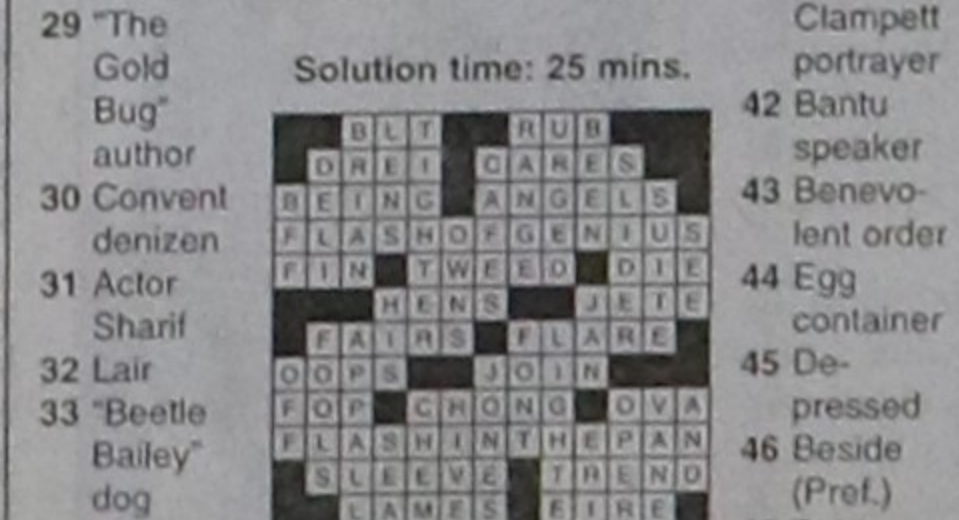 29 "The
Gold
Bug"
author
30 Convent
denizen
31 Actor
Sharif
32 Lair
33 "Beetle
Bailey"
dog
Solution time: 25 mins.
BLT RUB
DREI CARES
BEING ANGELS
FLASHOFGENIUS
FIN TWEED DIE
HENS JETE
FAIRS FLARE
OOPS JOIN
FOP CHONG OVA
FLASHINTHEPAN
SLEEVE TREND
LAMES EIRE
Clampett
portrayer
42 Bantu
speaker
43 Benevo-
lent order
44 Egg
container
45 De-
pressed
46 Beside
(Pref.)